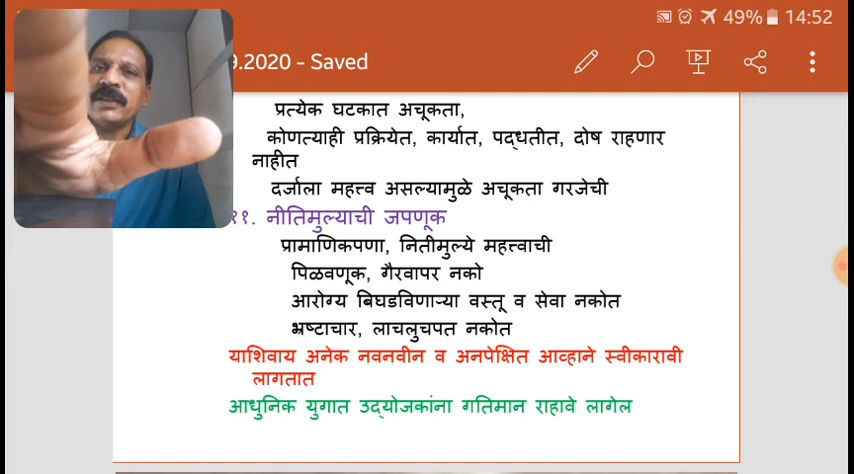 49% 14:52
9.2020 - Saved
प्रत्येक घटकात अचूकता,
कोणत्याही प्रक्रियेत, कार्यात, पद्धतीत, दोष राहणार
नाहीत
दर्जाला महत्त्व असल्यामुळे अचूकता गरजेची
११. नीतिमुल्याची जपणूक
प्रामाणिकपणा, नितीमुल्ये महत्त्वाची
पिळवणूक, गैरवापर नको
आरोग्य बिघडविणाऱ्या वस्तू व सेवा नकोत
भ्रष्टाचार, लाचलुचपत नकोत
याशिवाय अनेक नवनवीन व अनपेक्षित आव्हाने स्वीकारावी
लागतात
आधुनिक युगात उद्योजकांना गतिमान राहावे लागेल